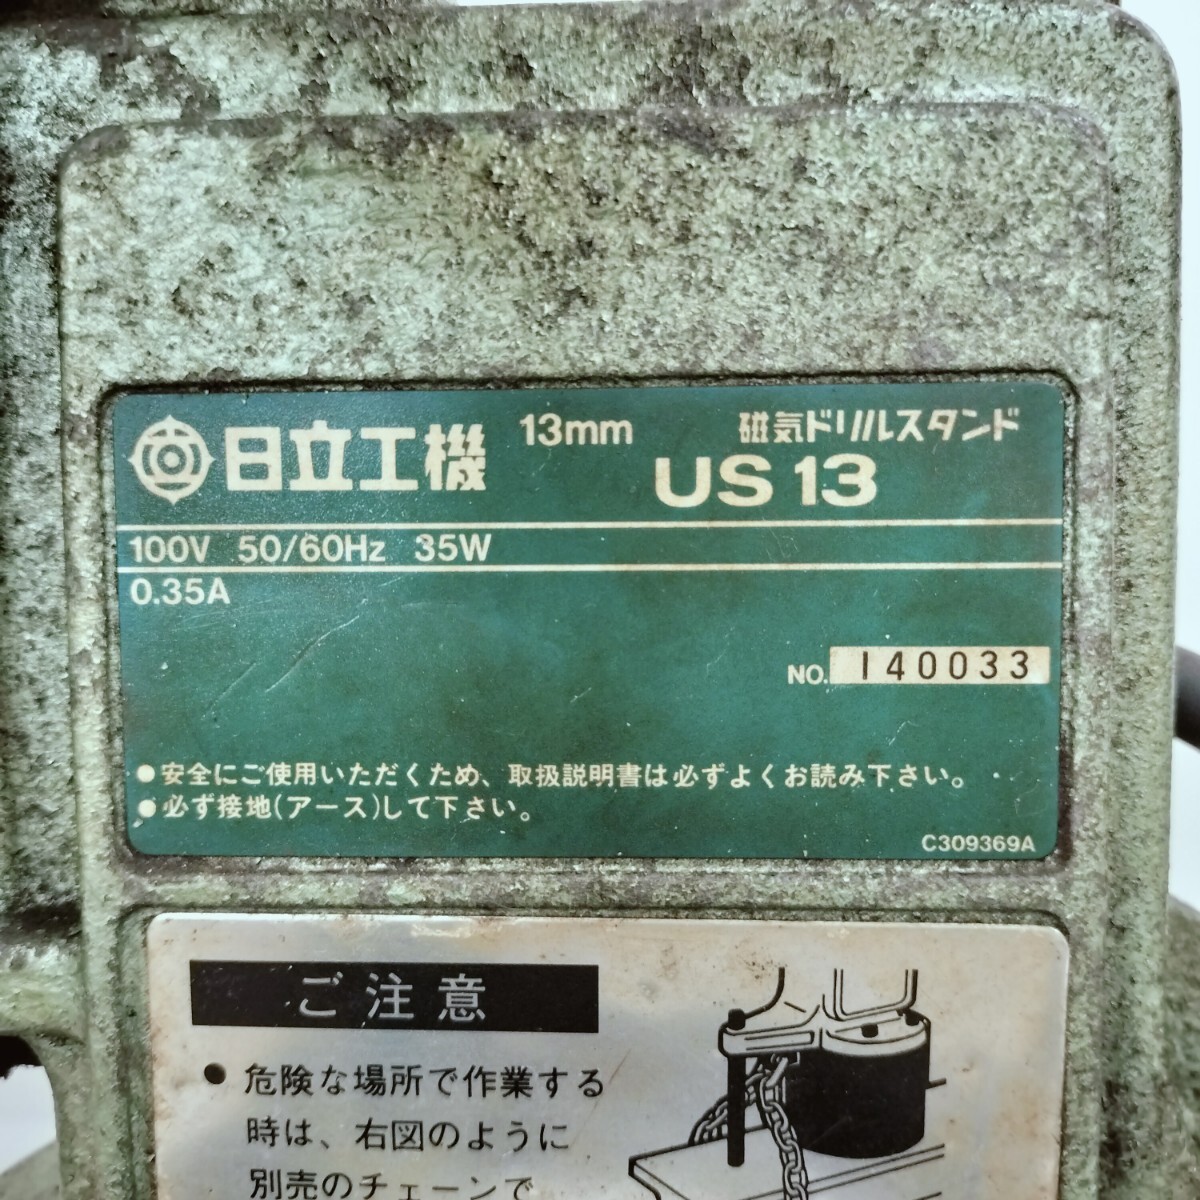 日立工機 13mm 磁気ドリルスタンド
US 13
100V 50/60Hz 35W
0.35A
NO. 140033
●安全にご使用いただくため、取扱説明書は必ずよくお読み下さい。
●必ず接地(アース)して下さい。
C309369A
ご注意
● 危険な場所で作業する
時は、右図のように
別売のチェーンで